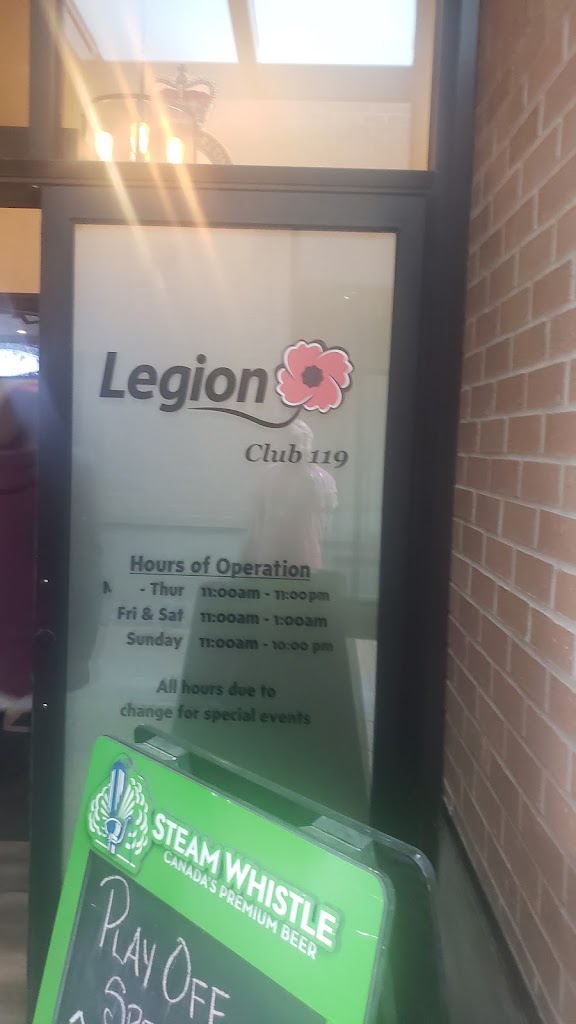 Legion
Club 119
Hours of Operation
M - Thur 11:00am - 11:00pm
Fri & Sat 11:00am - 1:00am
Sunday 11:00am - 10:00 pm
All hours due to
change for special events
STEAM WHISTLE
CANADA'S PREMIUM BEER
PLAY OFF